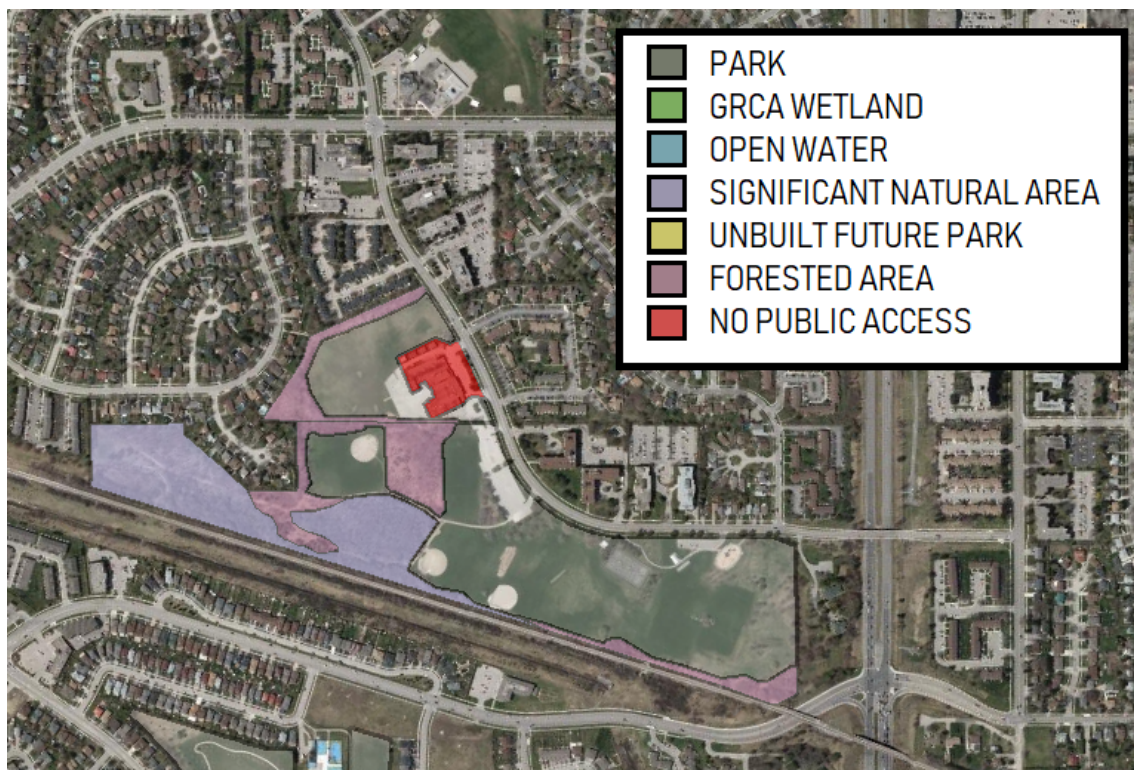 PARK
GRCA WETLAND
OPEN WATER
SIGNIFICANT NATURAL AREA
UNBUILT FUTURE PARK
FORESTED AREA
NO PUBLIC ACCESS